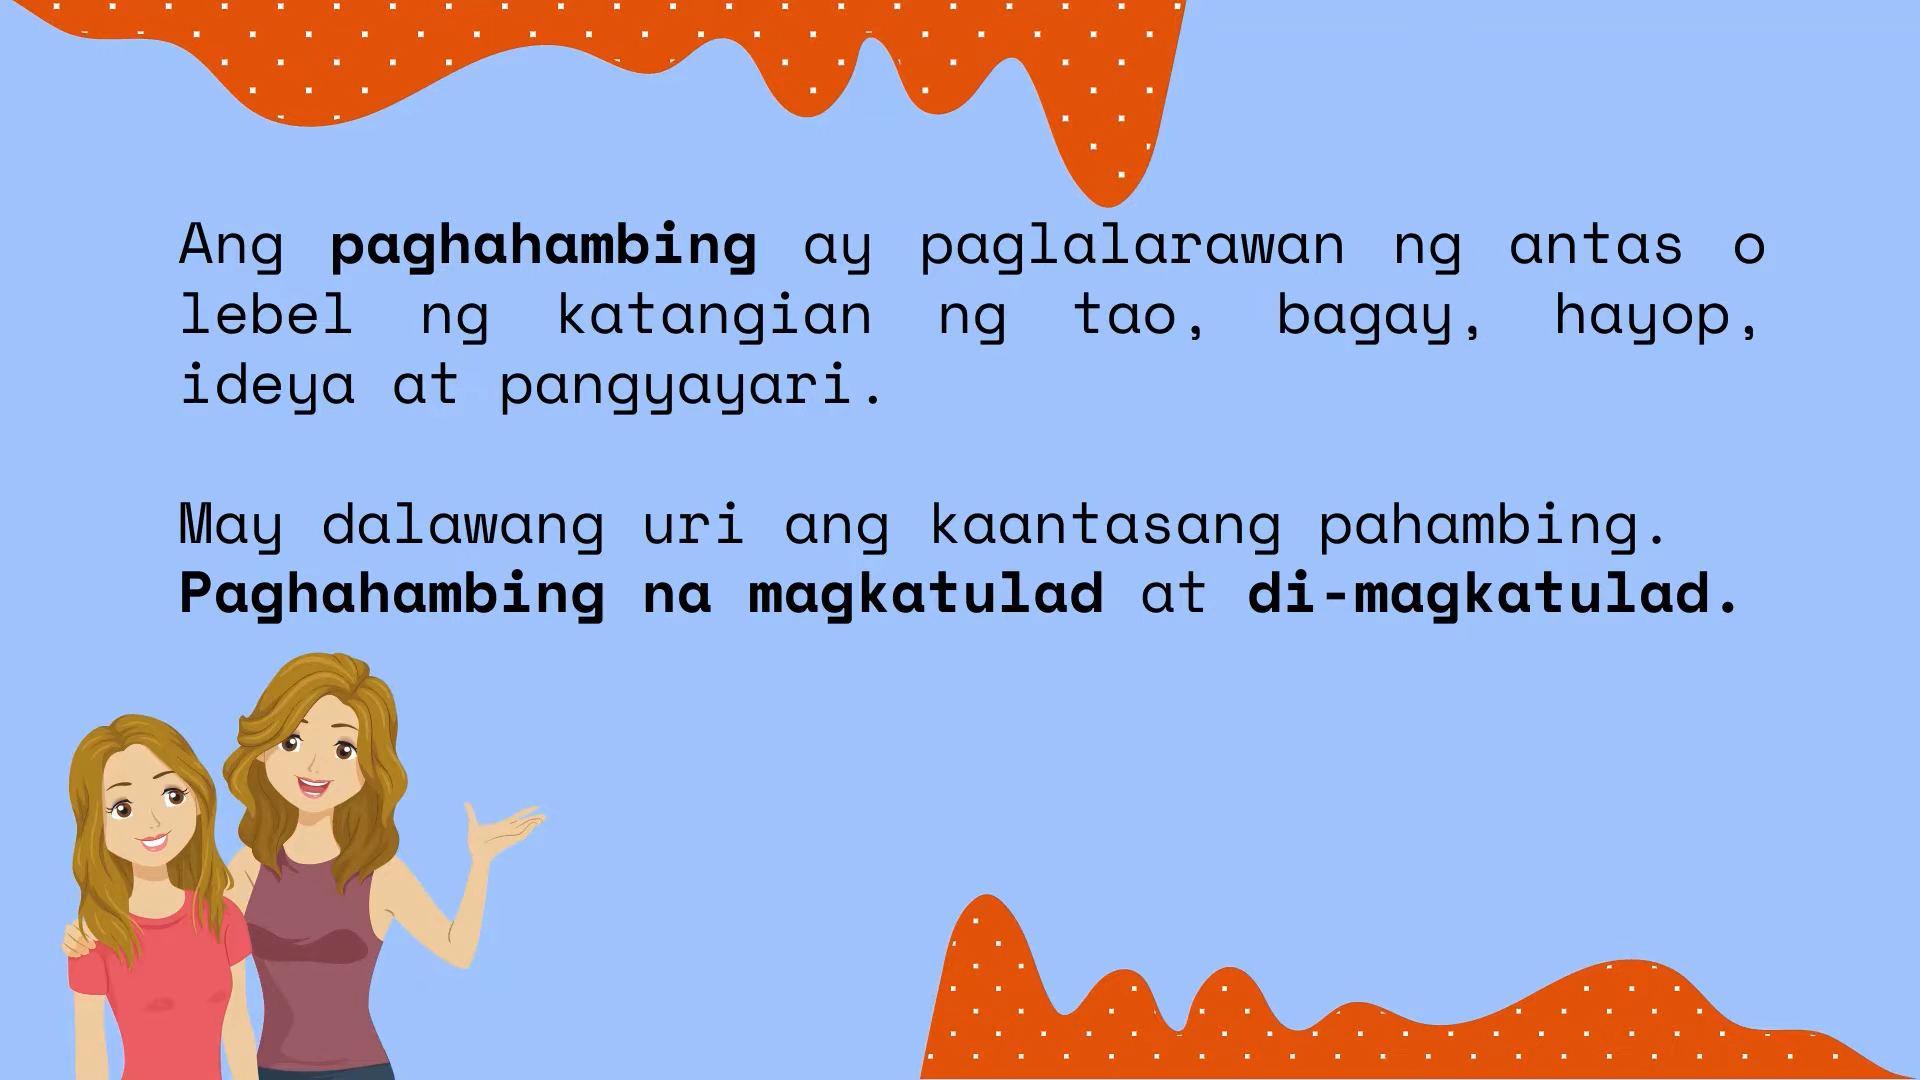 Ang paghahambing ay paglalarawan ng antas o
lebel ng katangian ng tao, bagay, hayop,
ideya at pangyayari.
May dalawang uri ang kaantasang pahambing.
Paghahambing na magkatulad at di-magkatulad.